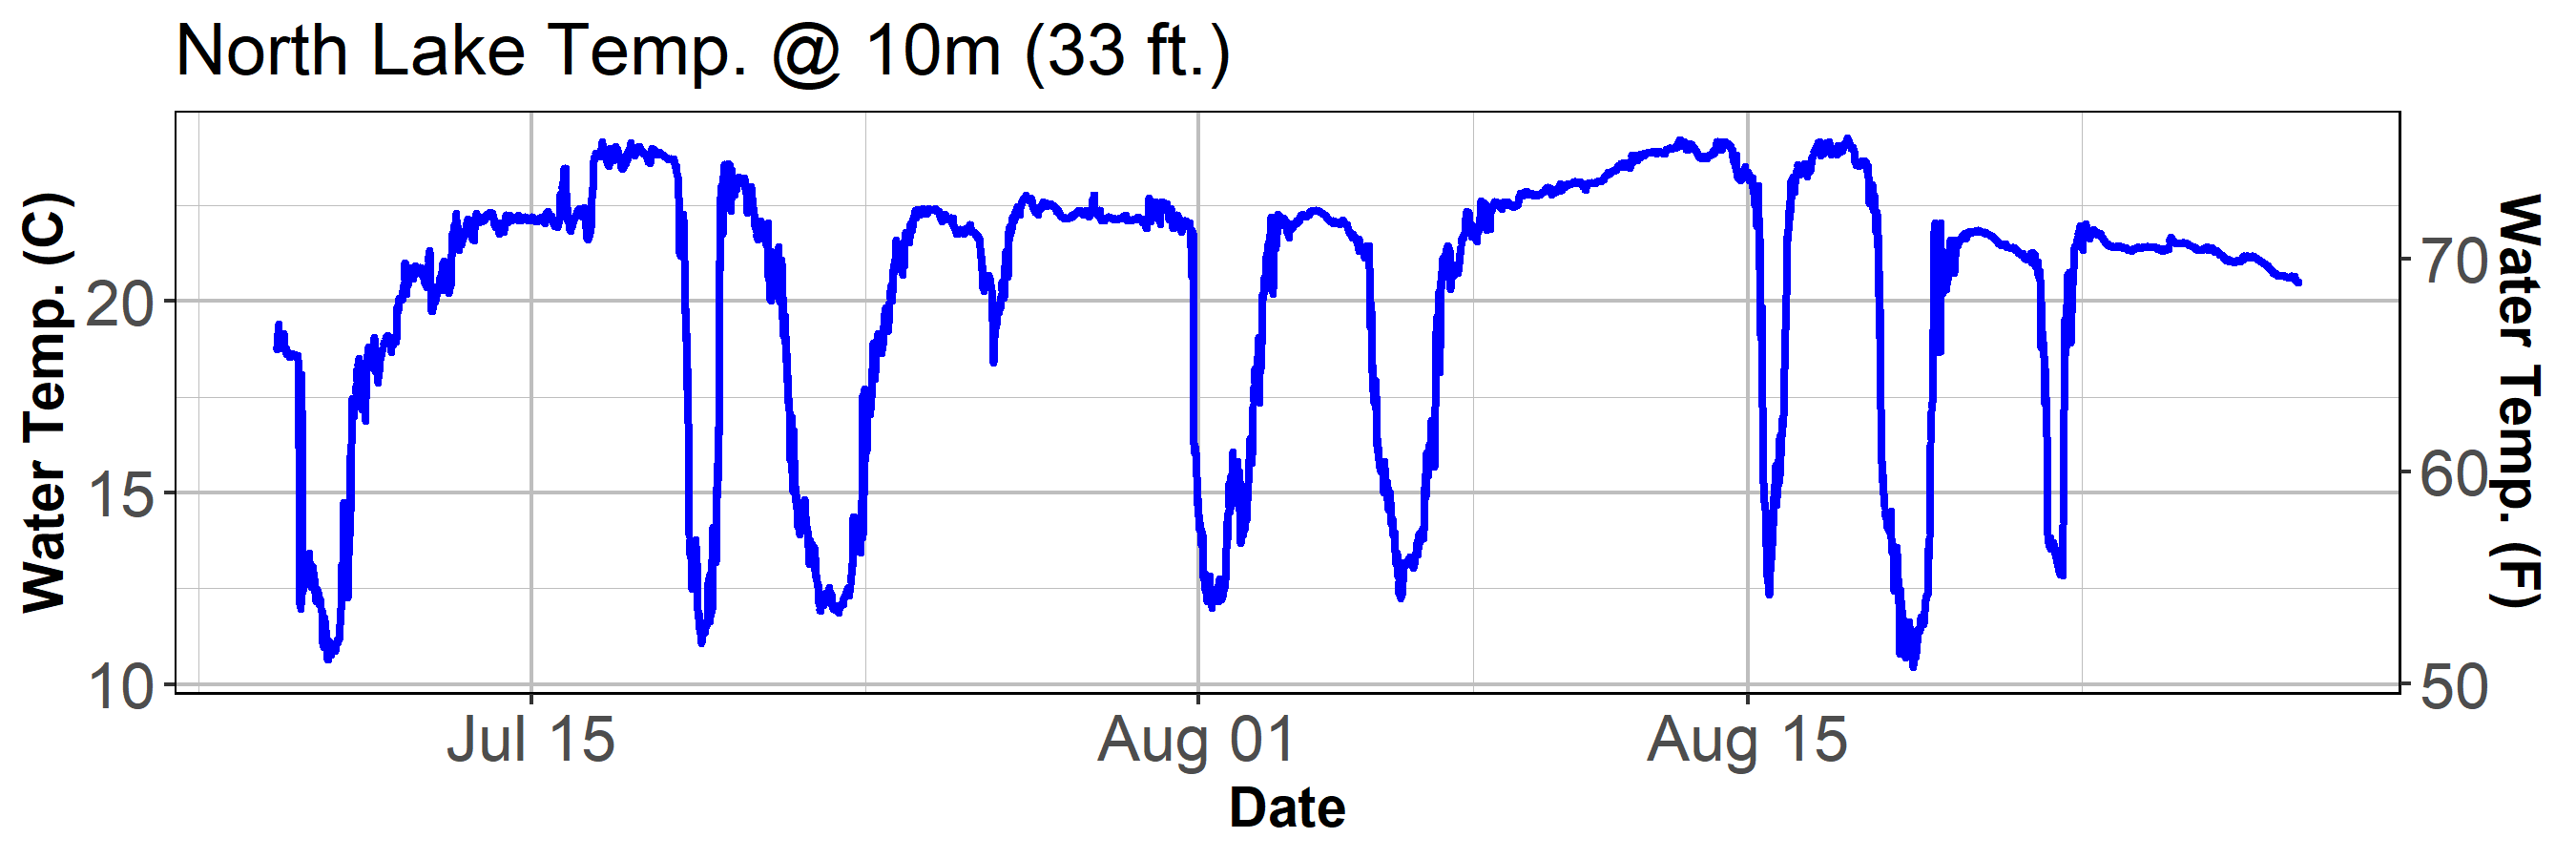 North Lake Temp. @ 10m (33 ft.)
Water Temp. (C)
20
15
10
70
60
50
Water Temp. (F)
Jul 15
Aug 01
Aug 15
Date